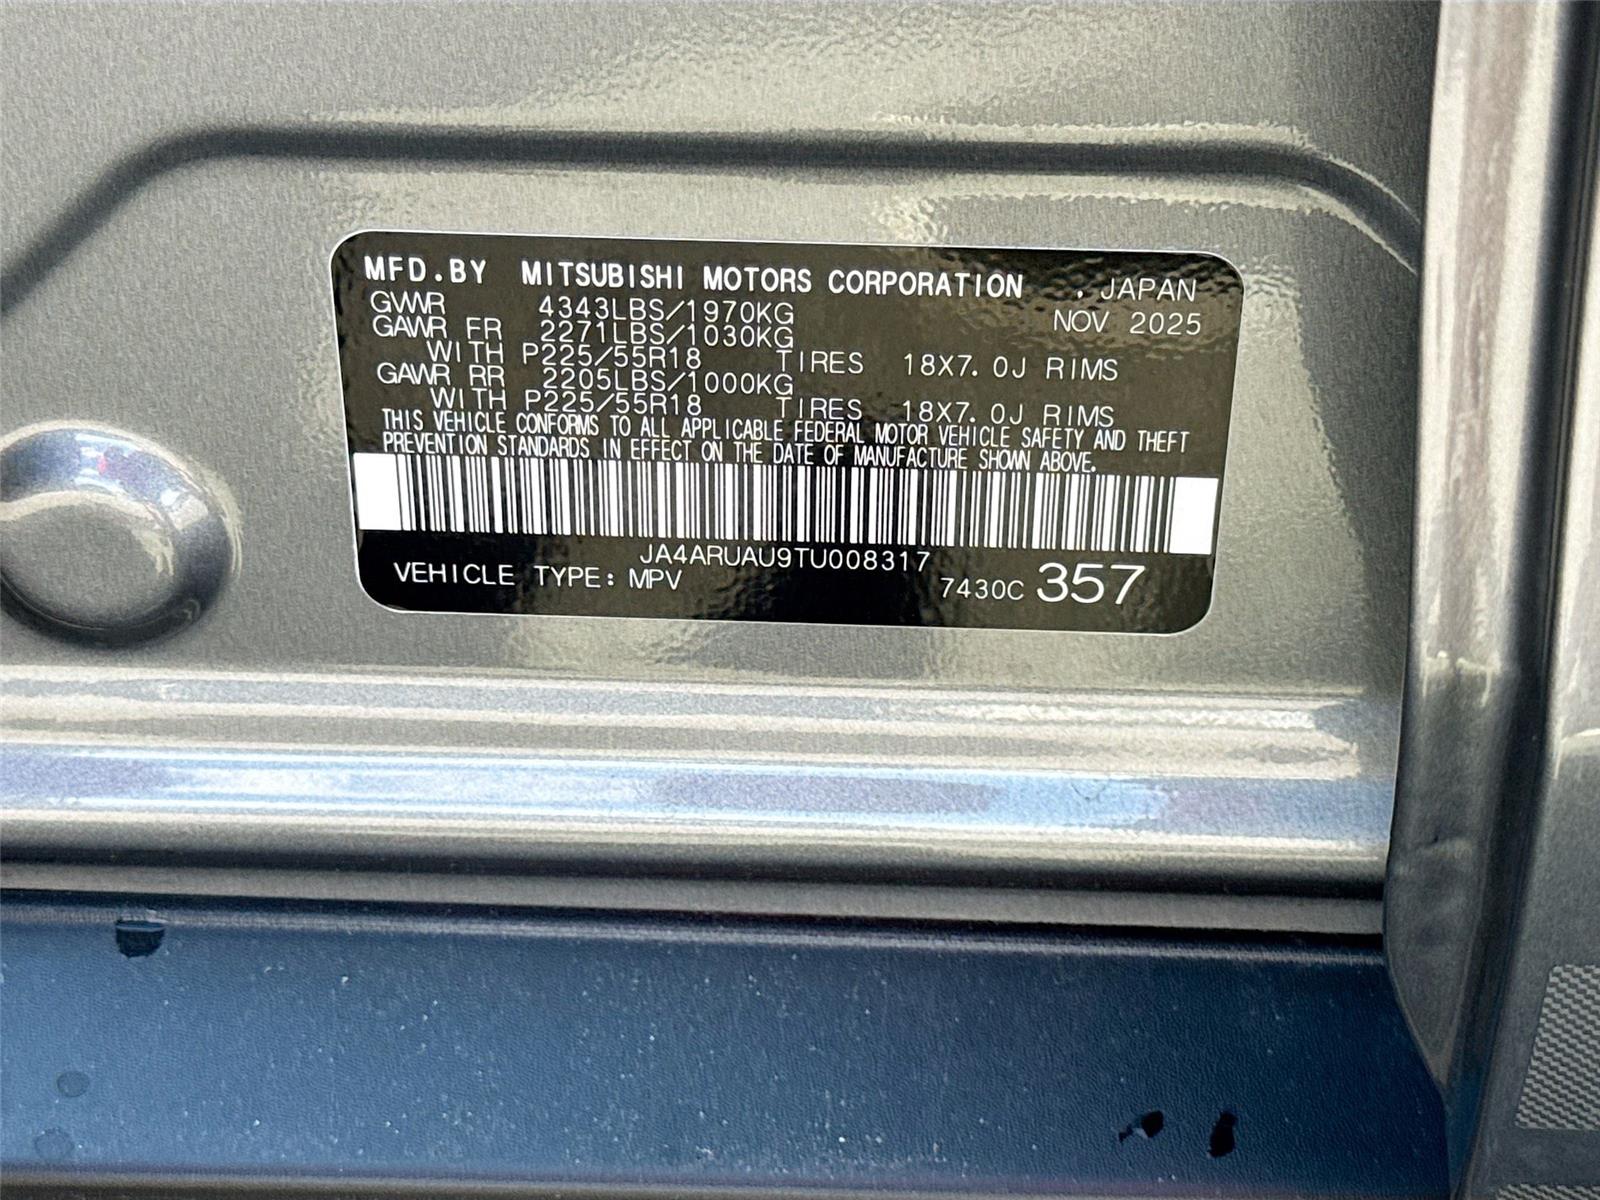 MFD.BY MITSUBISHI MOTORS CORPORATION . JAPAN
GVWR 4343LBS/1970KG NOV 2025
GAWR FR 2271LBS/1030KG
WITH P225/55R18 TIRES 18X7.0J RIMS
GAWR RR 2205LBS/1000KG
WITH P225/55R18 TIRES 18X7.0J RIMS
THIS VEHICLE CONFORMS TO ALL APPLICABLE FEDERAL MOTOR VEHICLE SAFETY AND THEFT
PREVENTION STANDARDS IN EFFECT ON THE DATE OF MANUFACTURE SHOWN ABOVE.
JA4ARUAU9TU008317
VEHICLE TYPE: MPV 7430C 357